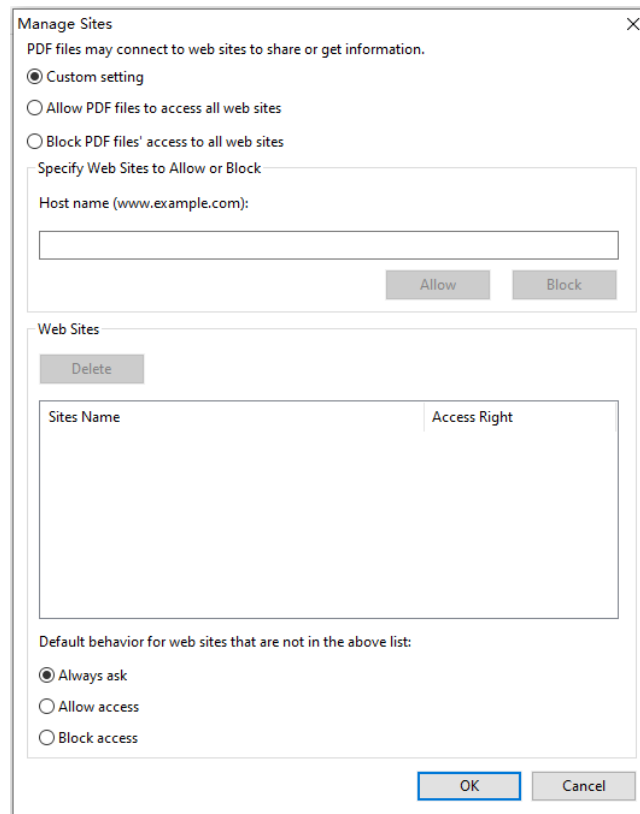 Manage Sites
PDF files may connect to web sites to share or get information.
Custom setting
Allow PDF files to access all web sites
Block PDF files' access to all web sites
Specify Web Sites to Allow or Block
Host name (www.example.com):
Allow Block
Web Sites
Delete
Sites Name Access Right
Default behavior for web sites that are not in the above list:
Always ask
Allow access
Block access
OK Cancel